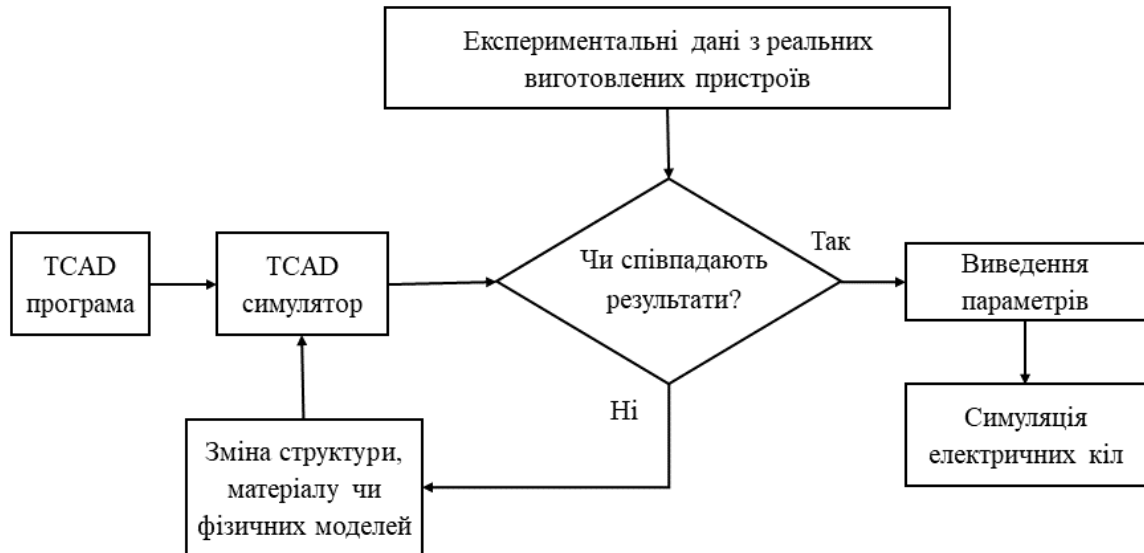 Експериментальні дані з реальних
виготовлених пристроїв
TCAD
програма
TCAD
симулятор
Чи співпадають
результати?
Так
Виведення
параметрів
Ні
Симуляція
електричних кіл
Зміна структури,
матеріалу чи
фізичних моделей